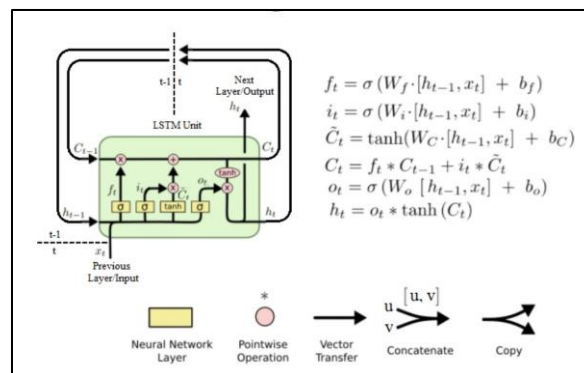 t-1 t
Next
Layer/Output
h_t
LSTM Unit
C_{t-1}
C_t
×
+
tanh
f_t
i_t
×
C̃_t
o_t
×
σ
σ
tanh
σ
h_{t-1}
h_t
t-1
t
x_t
Previous
Layer/Input
f_t = σ (W_f·[h_{t-1}, x_t] + b_f)
i_t = σ (W_i·[h_{t-1}, x_t] + b_i)
C̃_t = tanh(W_C·[h_{t-1}, x_t] + b_C)
C_t = f_t * C_{t-1} + i_t * C̃_t
o_t = σ (W_o [ h_{t-1}, x_t] + b_o)
h_t = o_t * tanh (C_t)
Neural Network
Layer
*
Pointwise
Operation
Vector
Transfer
u
v
[u, v]
Concatenate
Copy